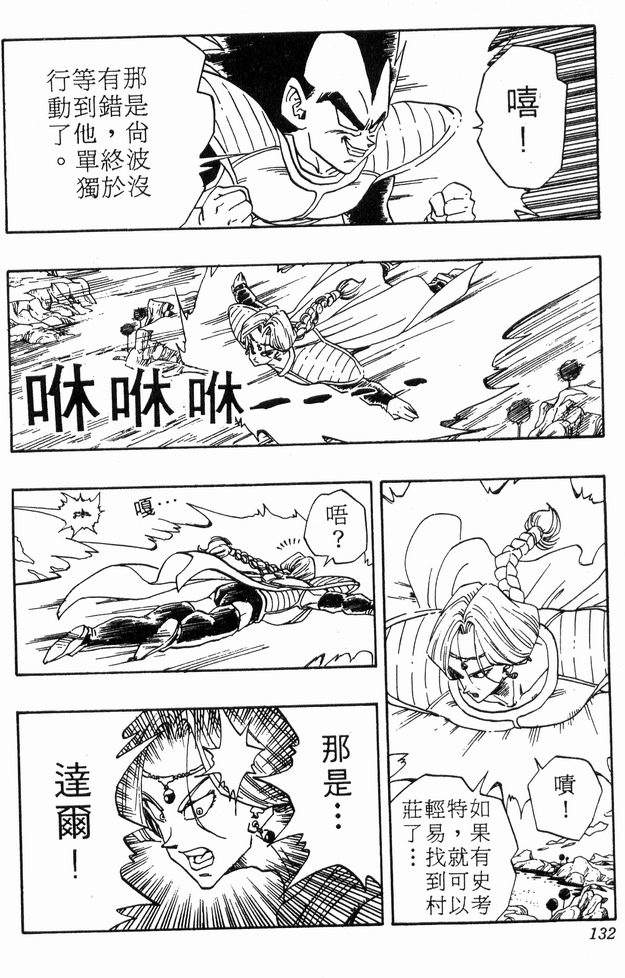 嘻！
那是尚波沒
有錯，終於
等到他單獨
行動了。
咻咻咻————
嘖！
如果有史考
特，就可以
輕易找到村
莊了…
唔？
嘎…
那是…
達爾！
132